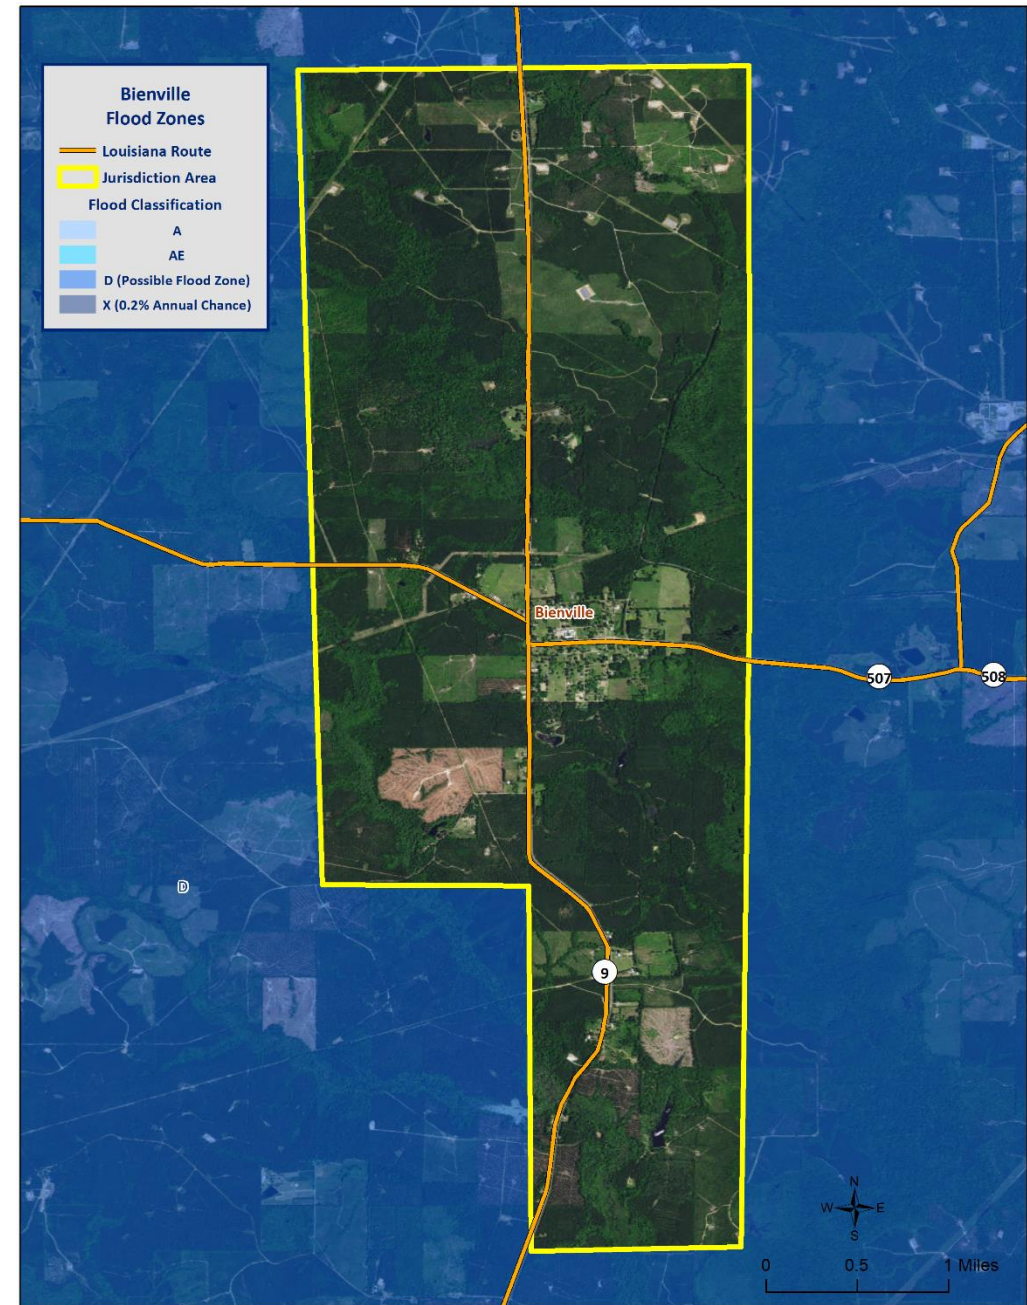 Bienville
Flood Zones
Louisiana Route
Jurisdiction Area
Flood Classification
A
AE
D (Possible Flood Zone)
X (0.2% Annual Chance)
Bienville
507
508
D
9
N
W E
S
0 0.5 1 Miles